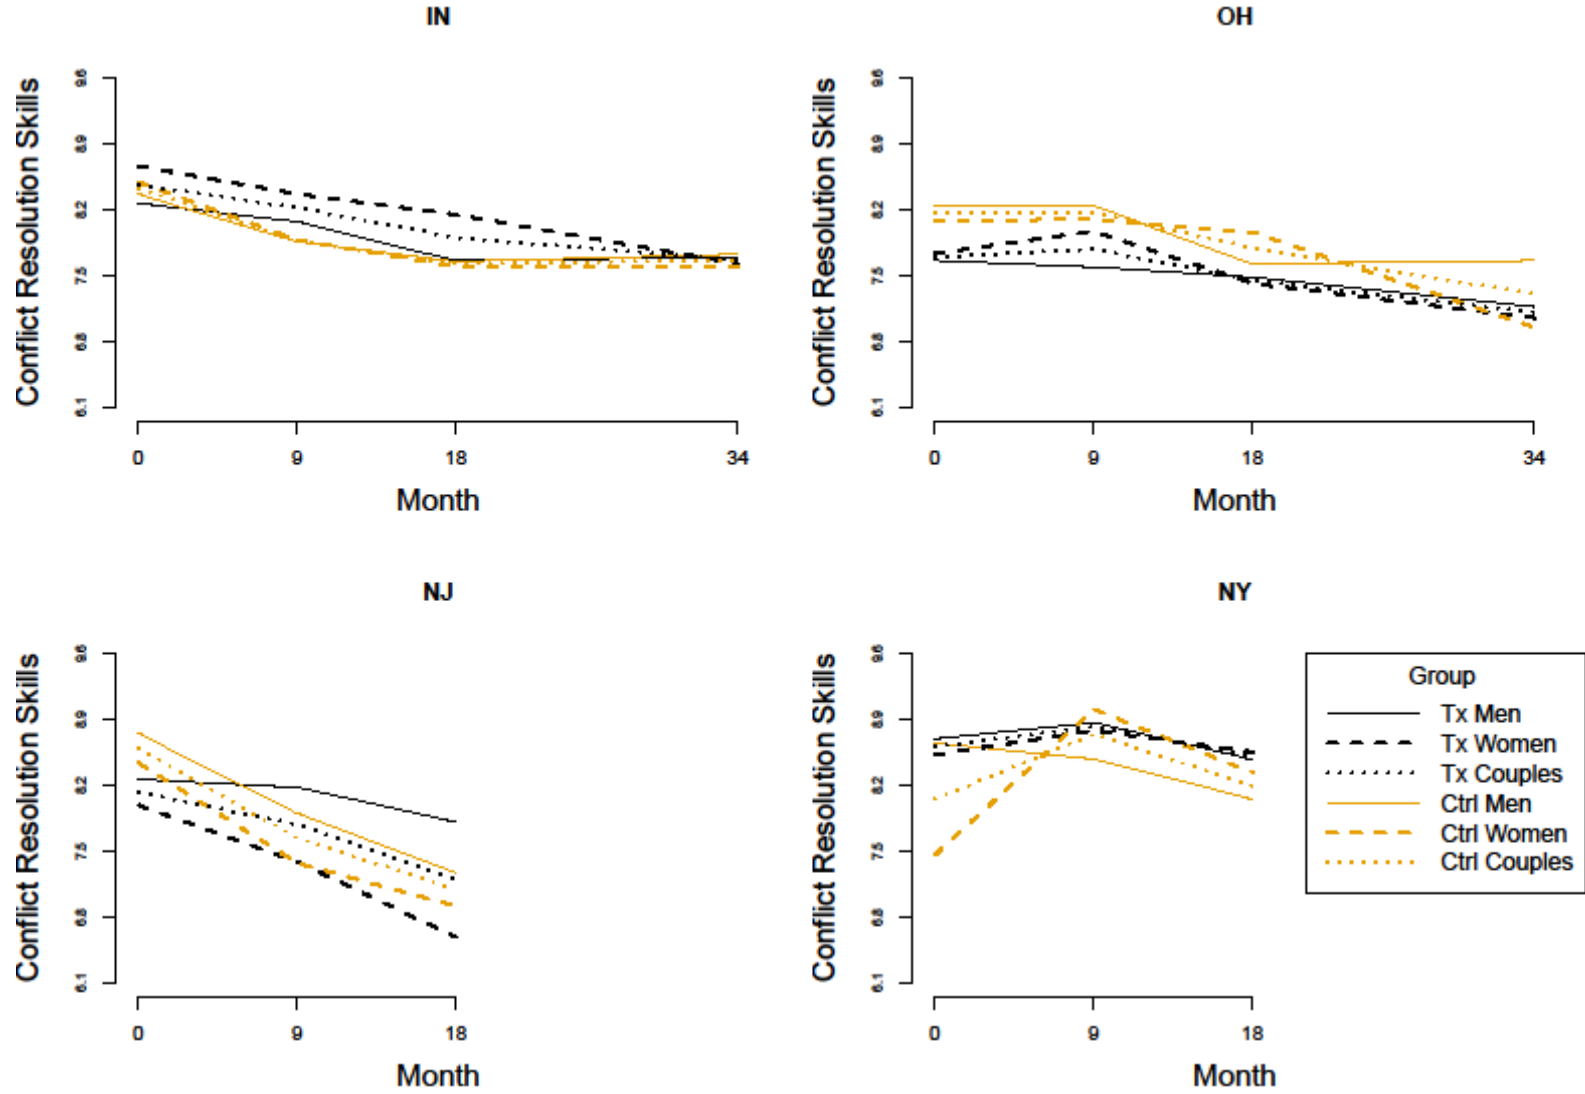 IN
Conflict Resolution Skills
9.6
8.9
8.2
7.5
6.8
6.1
0 9 18 34
Month
OH
Conflict Resolution Skills
9.6
8.9
8.2
7.5
6.8
6.1
0 9 18 34
Month
NJ
Conflict Resolution Skills
9.6
8.9
8.2
7.5
6.8
6.1
0 9 18
Month
NY
Conflict Resolution Skills
9.6
8.9
8.2
7.5
6.8
6.1
0 9 18
Month
Group
Tx Men
Tx Women
Tx Couples
Ctrl Men
Ctrl Women
Ctrl Couples